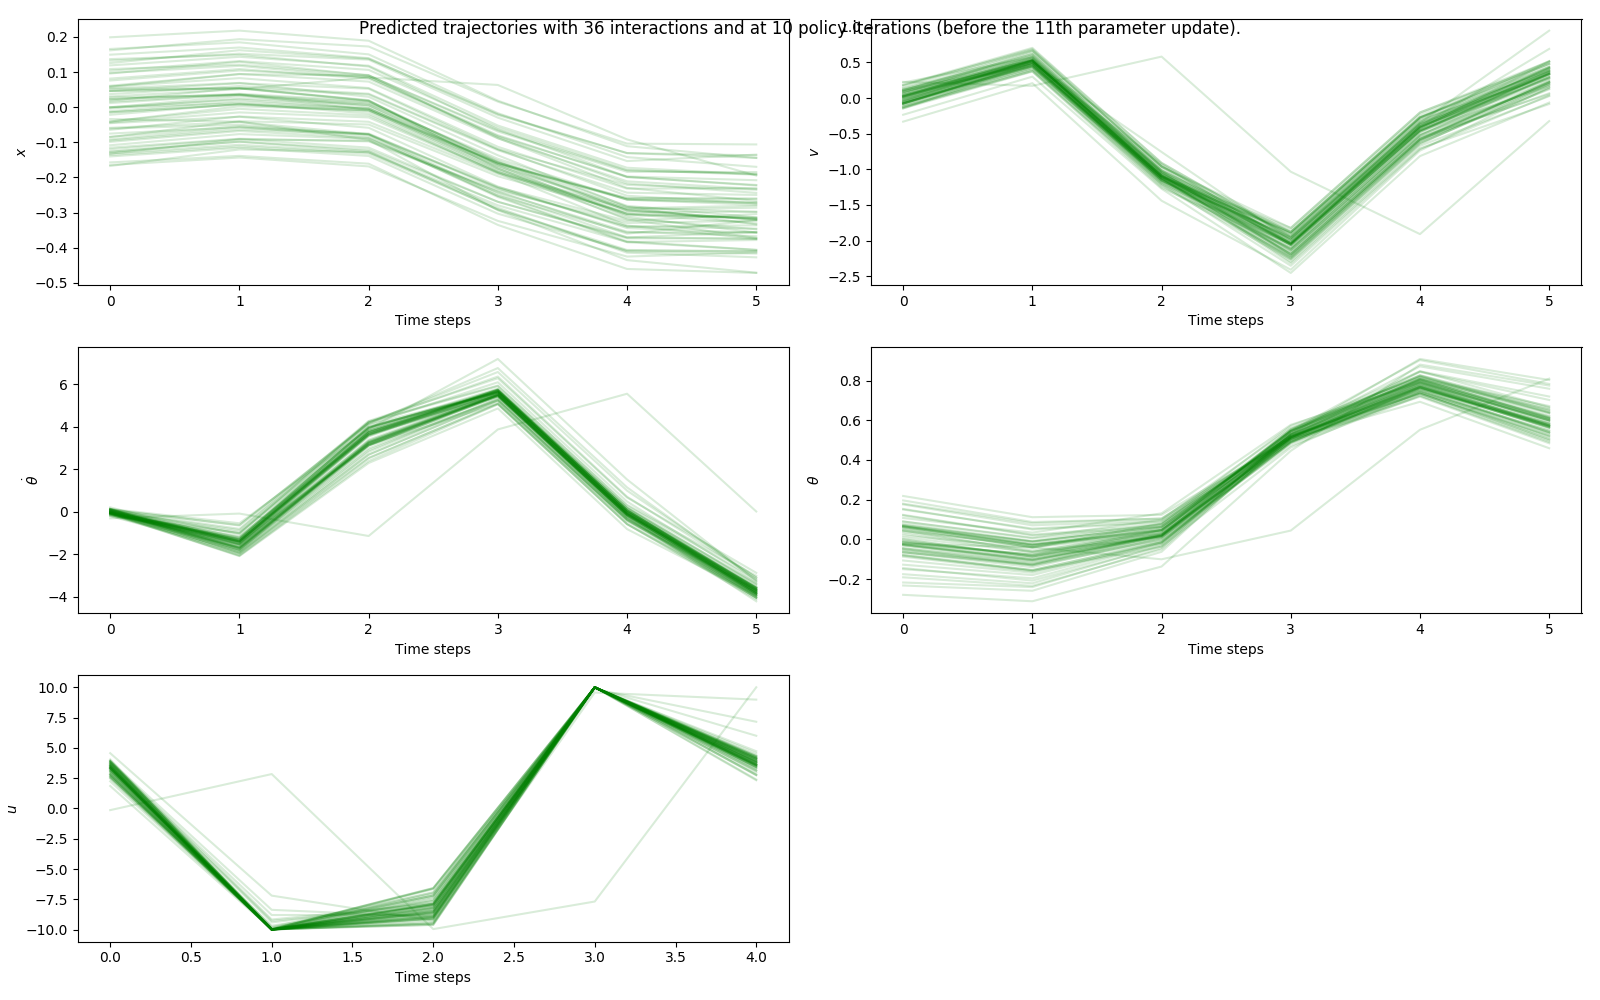 Predicted trajectories with 36 interactions and at 10 policy iterations (before the 11th parameter update).
0.2
0.1
0.0
−0.1
−0.2
−0.3
−0.4
−0.5
x
0 1 2 3 4 5
Time steps
1.0
0.5
0.0
−0.5
−1.0
−1.5
−2.0
−2.5
v
0 1 2 3 4 5
Time steps
6
4
2
0
−2
−4
θ̇
0 1 2 3 4 5
Time steps
0.8
0.6
0.4
0.2
0.0
−0.2
θ
0 1 2 3 4 5
Time steps
10.0
7.5
5.0
2.5
0.0
−2.5
−5.0
−7.5
−10.0
u
0.0 0.5 1.0 1.5 2.0 2.5 3.0 3.5 4.0
Time steps